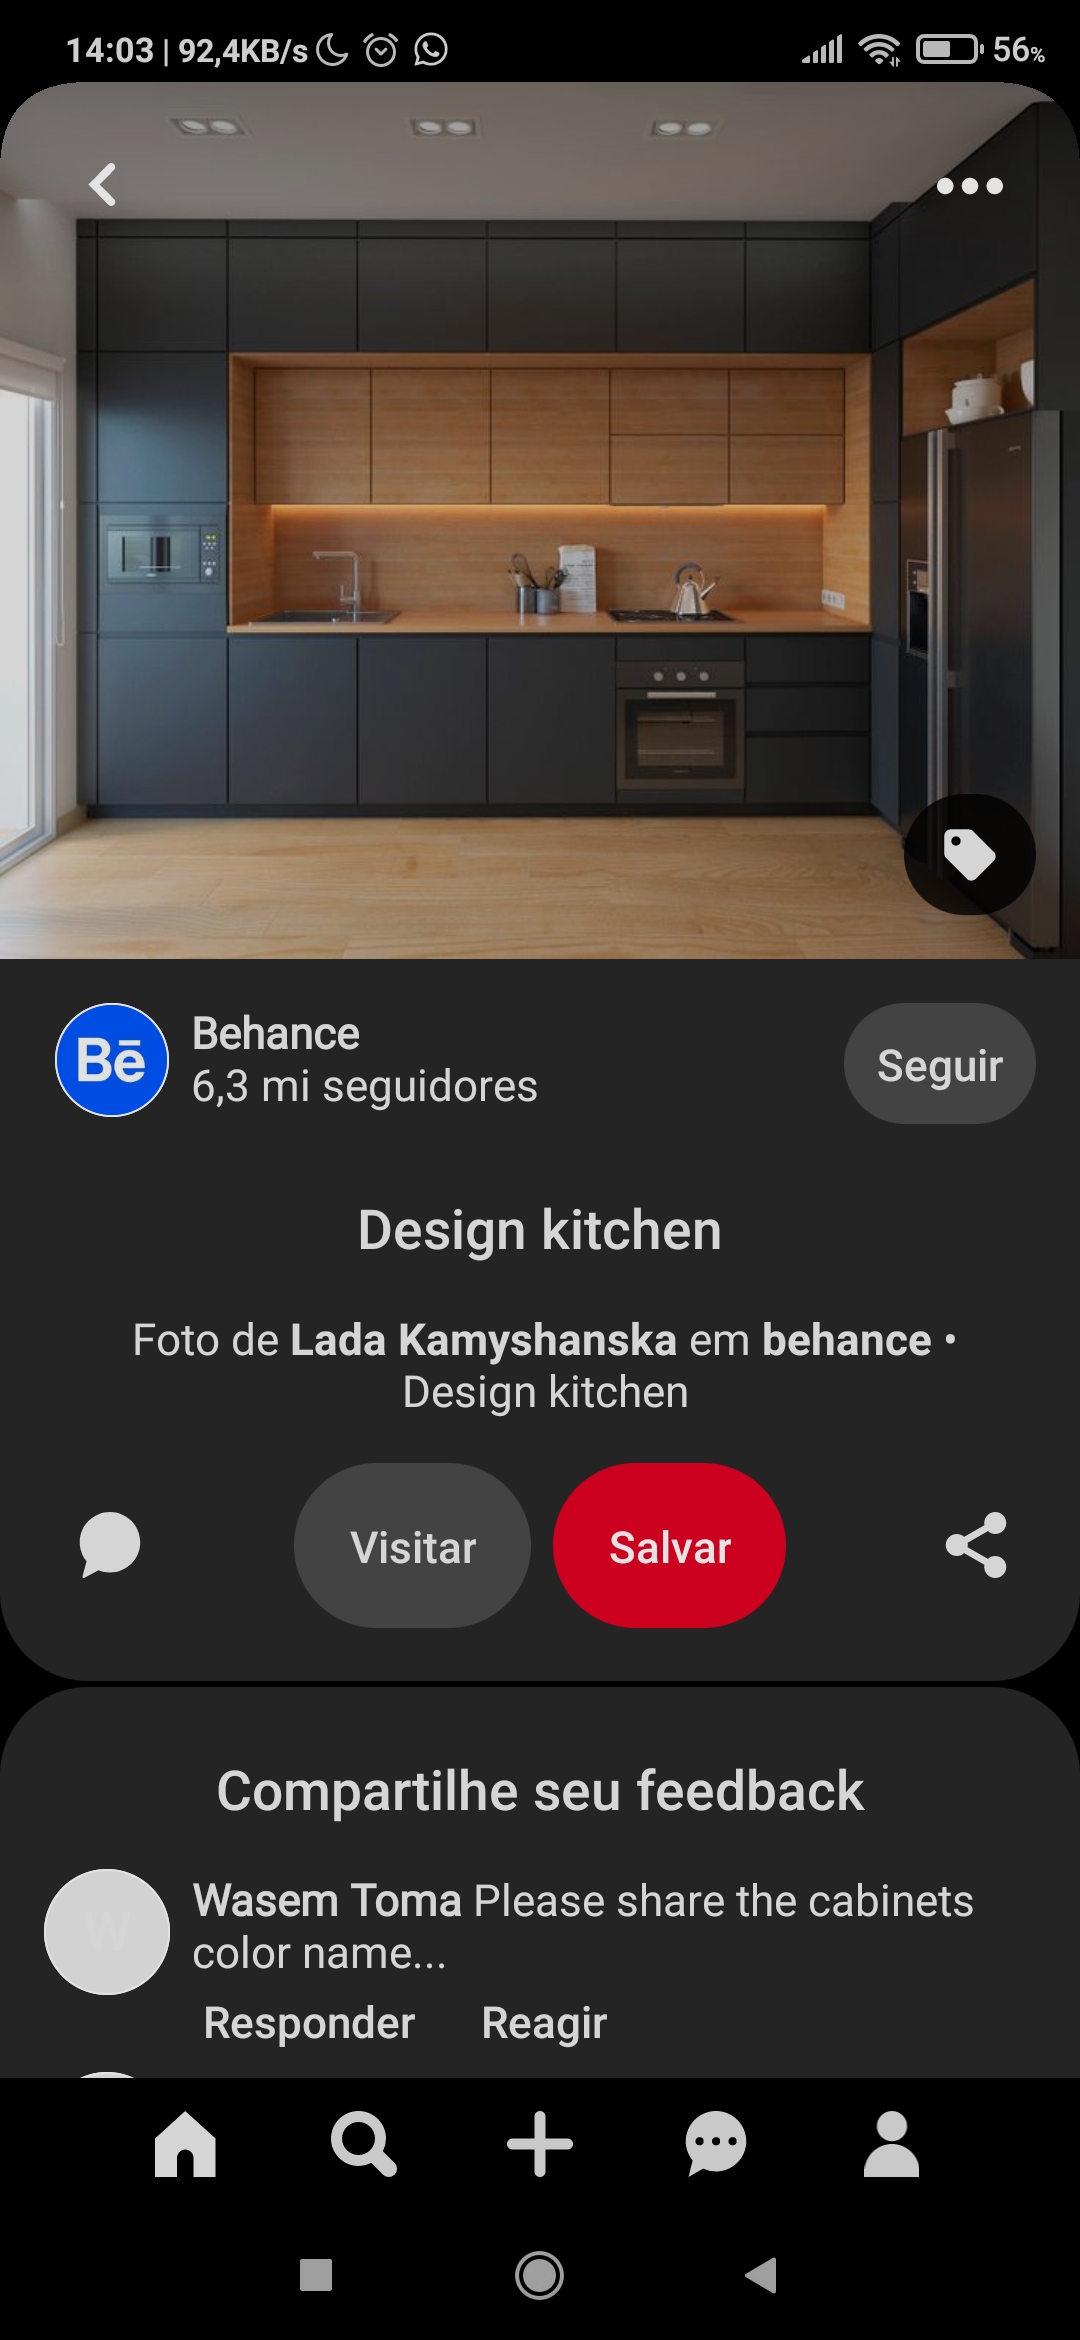 14:03 | 92,4KB/s
56%
Bē
Behance
6,3 mi seguidores
Seguir
Design kitchen
Foto de Lada Kamyshanska em behance •
Design kitchen
Visitar
Salvar
Compartilhe seu feedback
W
Wasem Toma Please share the cabinets
color name...
Responder
Reagir